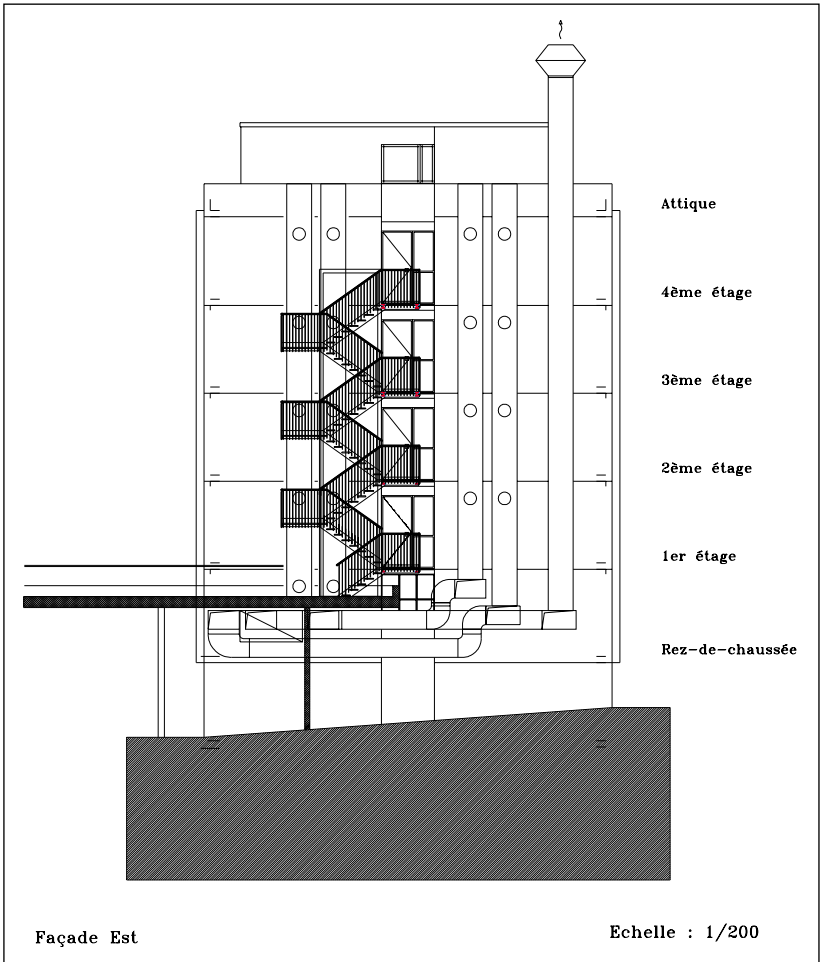 Attique
4ème étage
3ème étage
2ème étage
1er étage
Rez-de-chaussée
Façade Est
Echelle : 1/200